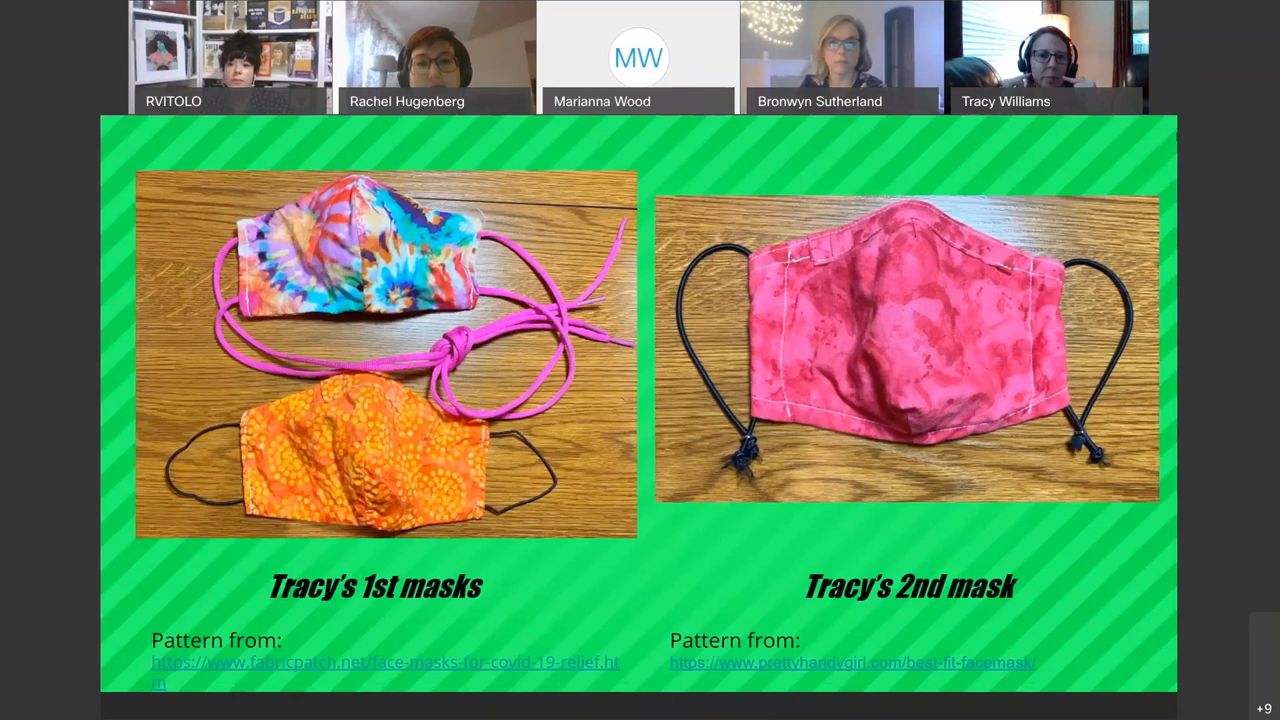 MW
RVITOLO
Rachel Hugenberg
Marianna Wood
Bronwyn Sutherland
Tracy Williams
Tracy's 1st masks
Tracy's 2nd mask
Pattern from:
https://www.fabricpatch.net/face-masks-for-covid-19-relief.ht
m
Pattern from:
https://www.prettyhandygirl.com/best-fit-facemask/
+9